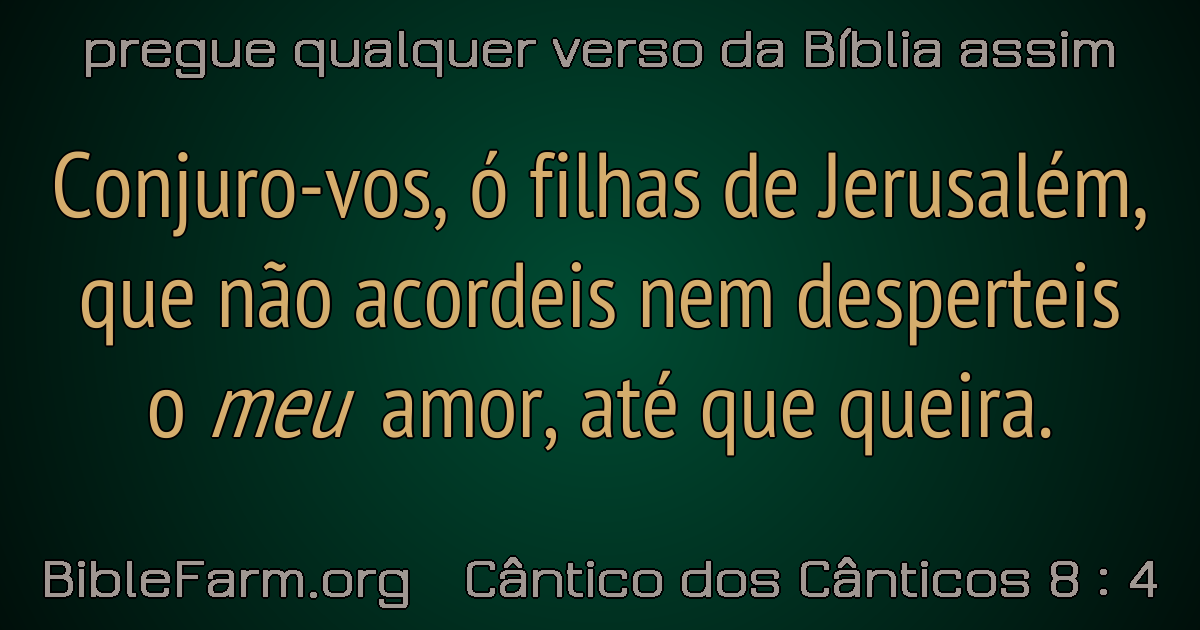 pregue qualquer verso da Bíblia assim
Conjuro-vos, ó filhas de Jerusalém,
que não acordeis nem desperteis
o meu amor, até que queira.
BibleFarm.org Cântico dos Cânticos 8 : 4